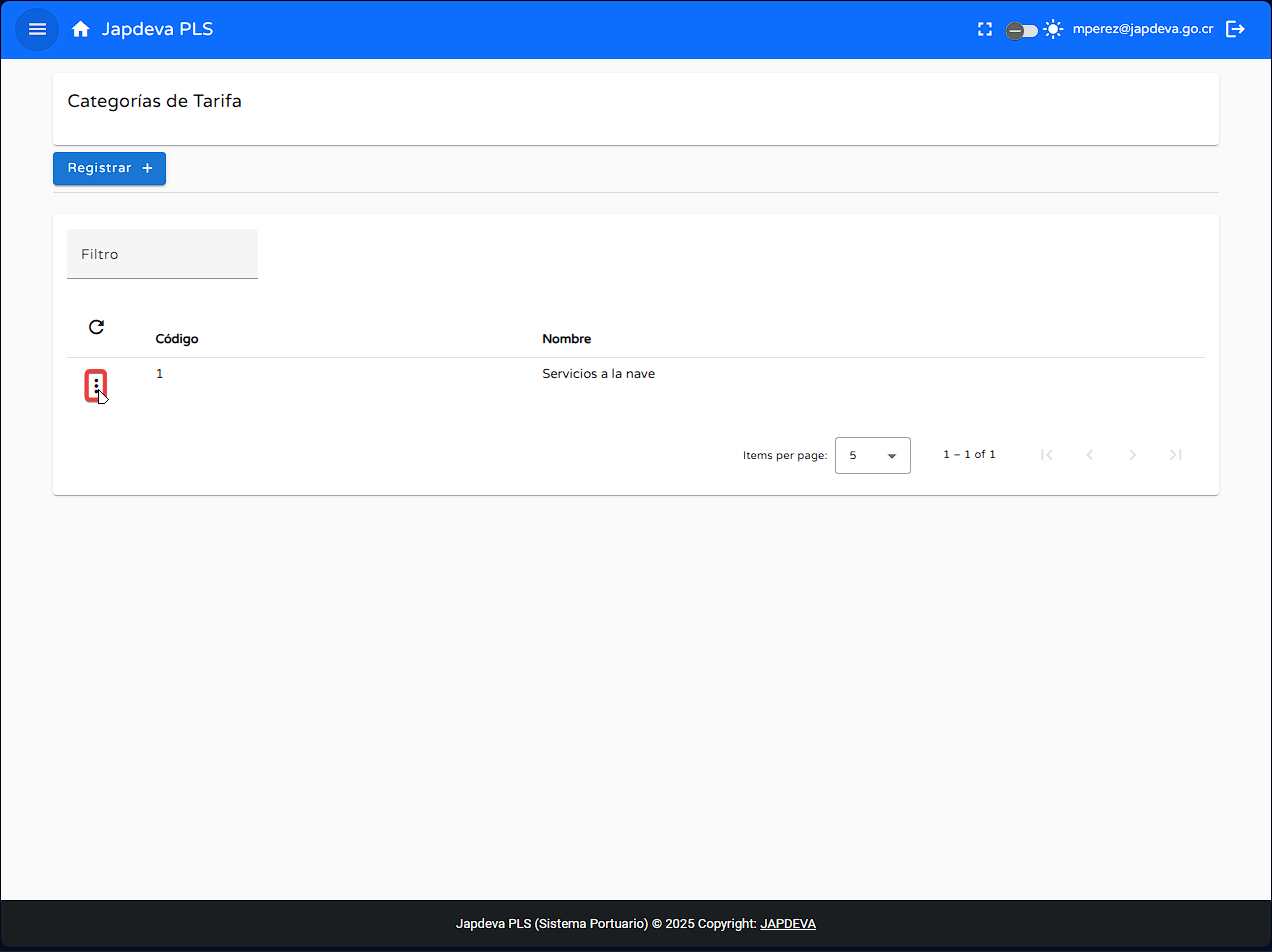 Japdeva PLS
mperez@japdeva.go.cr
Categorías de Tarifa
Registrar +
Filtro
Código Nombre
1 Servicios a la nave
Items per page: 5 1 – 1 of 1
Japdeva PLS (Sistema Portuario) © 2025 Copyright: JAPDEVA